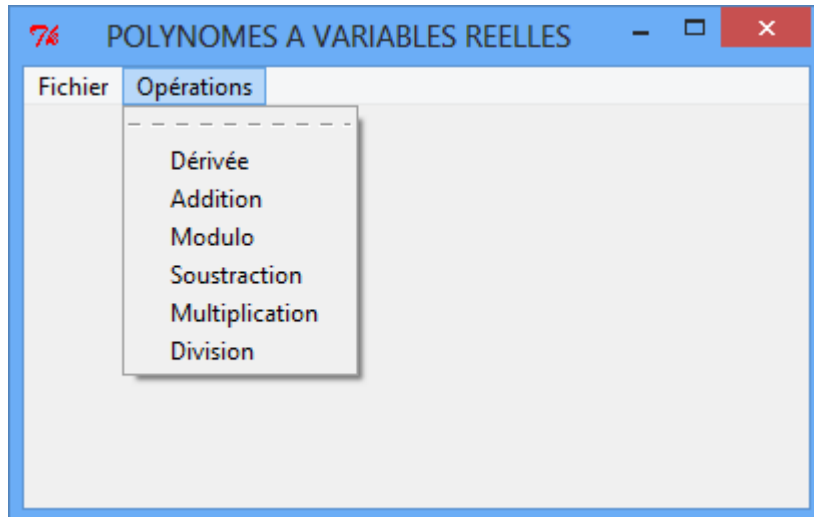 POLYNOMES A VARIABLES REELLES
Fichier Opérations
Dérivée
Addition
Modulo
Soustraction
Multiplication
Division